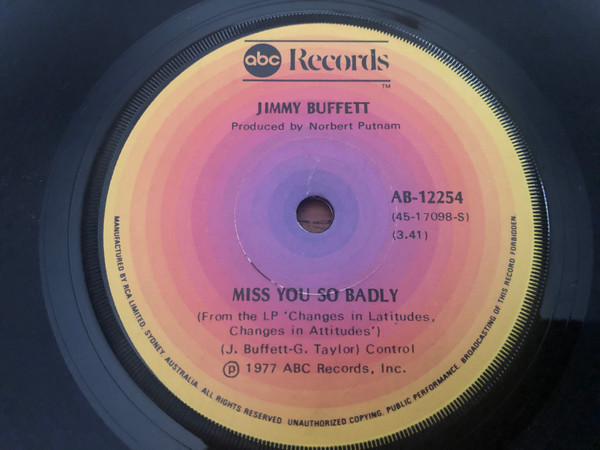 abc Records
TM
JIMMY BUFFETT
Produced by Norbert Putnam
AB-12254
(45-17098-S)
(3.41)
MISS YOU SO BADLY
(From the LP 'Changes in Latitudes,
Changes in Attitudes')
(J. Buffett-G. Taylor) Control
℗ 1977 ABC Records, Inc.
MANUFACTURED BY RCA LIMITED, SYDNEY, AUSTRALIA. ALL RIGHTS RESERVED. UNAUTHORIZED COPYING, PUBLIC PERFORMANCE, BROADCASTING OF THIS RECORD FORBIDDEN.